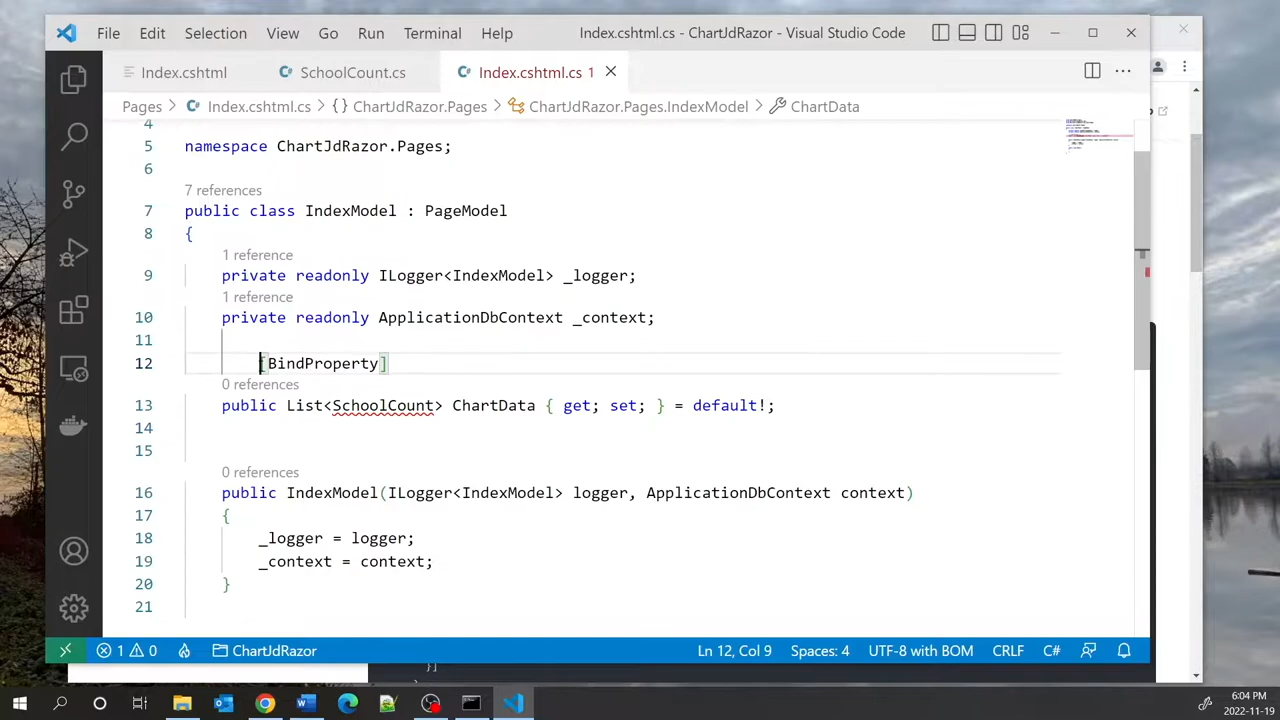 File Edit Selection View Go Run Terminal Help Index.cshtml.cs - ChartJdRazor - Visual Studio Code
Index.cshtml SchoolCount.cs Index.cshtml.cs 1
Pages > Index.cshtml.cs > {} ChartJdRazor.Pages > ChartJdRazor.Pages.IndexModel > ChartData
4
5 namespace ChartJdRazor.Pages;
6
7 references
7 public class IndexModel : PageModel
8 {
1 reference
9 private readonly ILogger<IndexModel> _logger;
1 reference
10 private readonly ApplicationDbContext _context;
11
12 [BindProperty]
0 references
13 public List<SchoolCount> ChartData { get; set; } = default!;
14
15
0 references
16 public IndexModel(ILogger<IndexModel> logger, ApplicationDbContext context)
17 {
18 _logger = logger;
19 _context = context;
20 }
21
1 0 ChartJdRazor Ln 12, Col 9 Spaces: 4 UTF-8 with BOM CRLF C#
}]
6:04 PM
2022-11-19